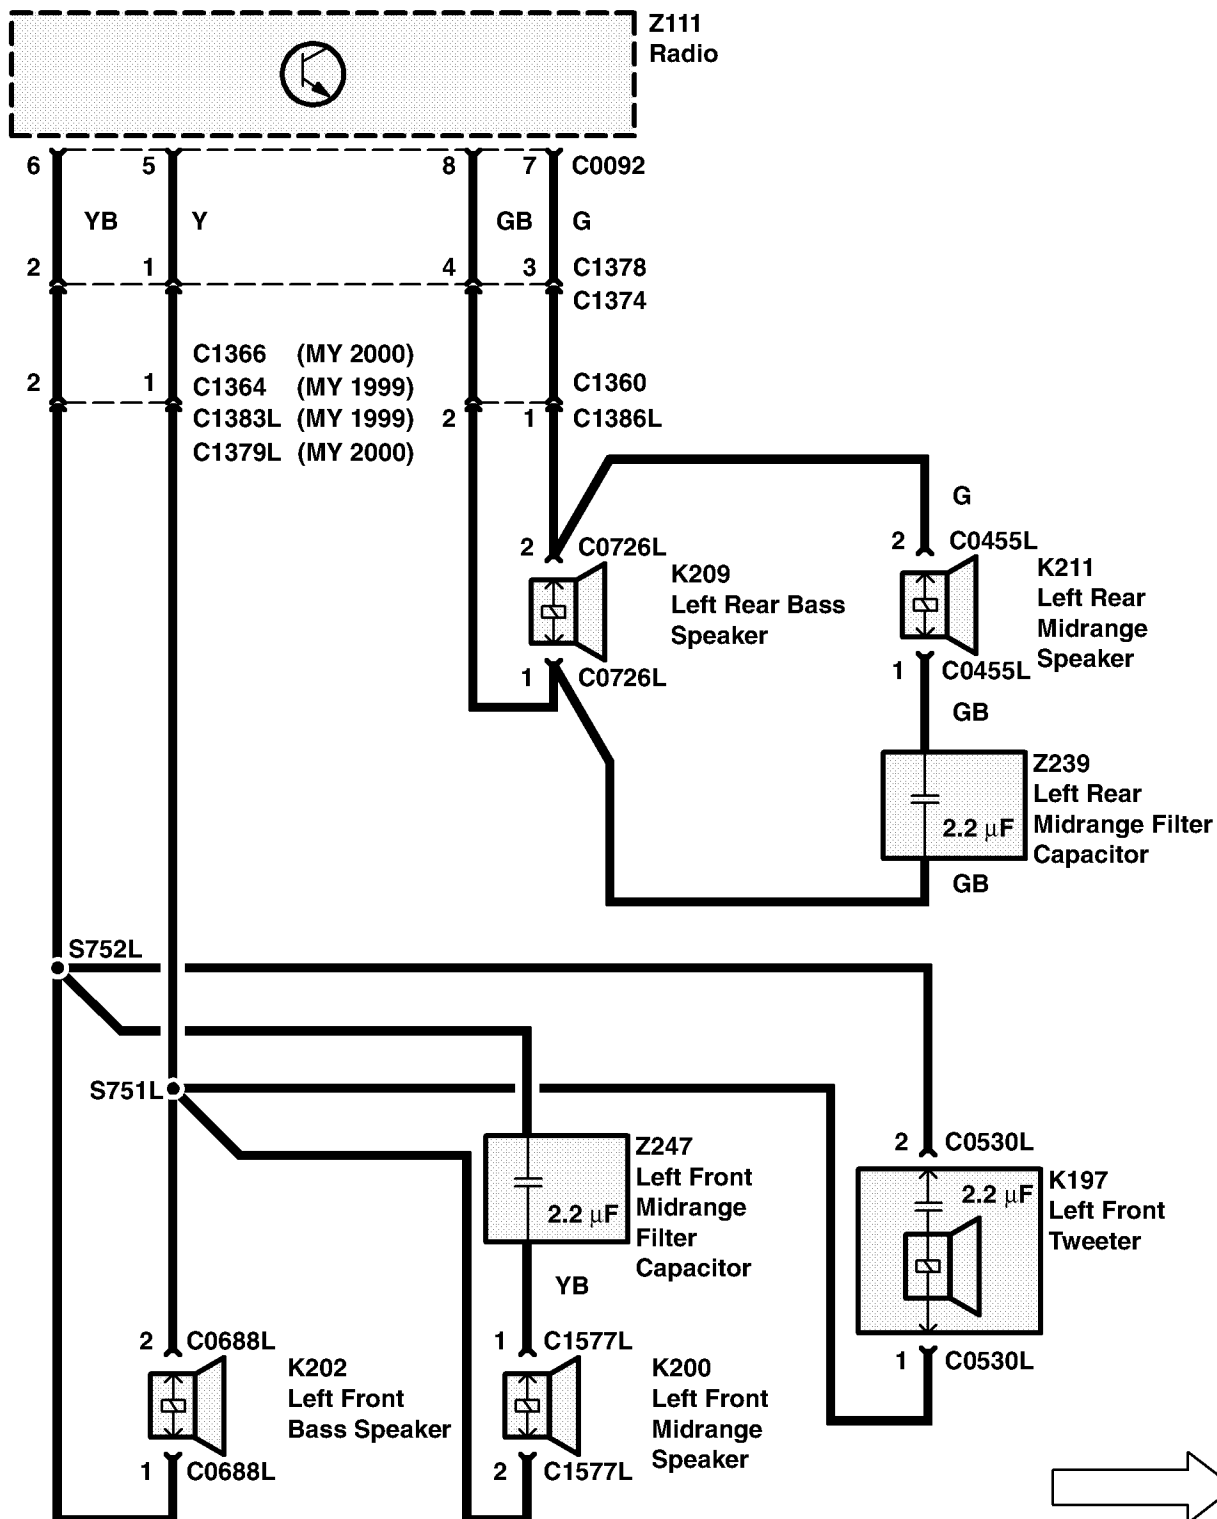 Z111
Radio
6 5 8 7 C0092
YB Y GB G
2 1 4 3 C1378
C1374
C1366 (MY 2000)
2 1 C1364 (MY 1999) C1360
C1383L (MY 1999) 2 1 C1386L
C1379L (MY 2000)
G
2 C0726L
2 C0455L
K209
Left Rear Bass
Speaker
K211
Left Rear
Midrange
Speaker
1 C0726L
1 C0455L
GB
Z239
Left Rear
Midrange Filter
Capacitor
2.2 µF
GB
S752L
S751L
2 C0530L
Z247
Left Front
Midrange
Filter
Capacitor
2.2 µF
2.2 µF
K197
Left Front
Tweeter
YB
2 C0688L
1 C1577L
1 C0530L
K202
Left Front
Bass Speaker
K200
Left Front
Midrange
Speaker
1 C0688L
2 C1577L